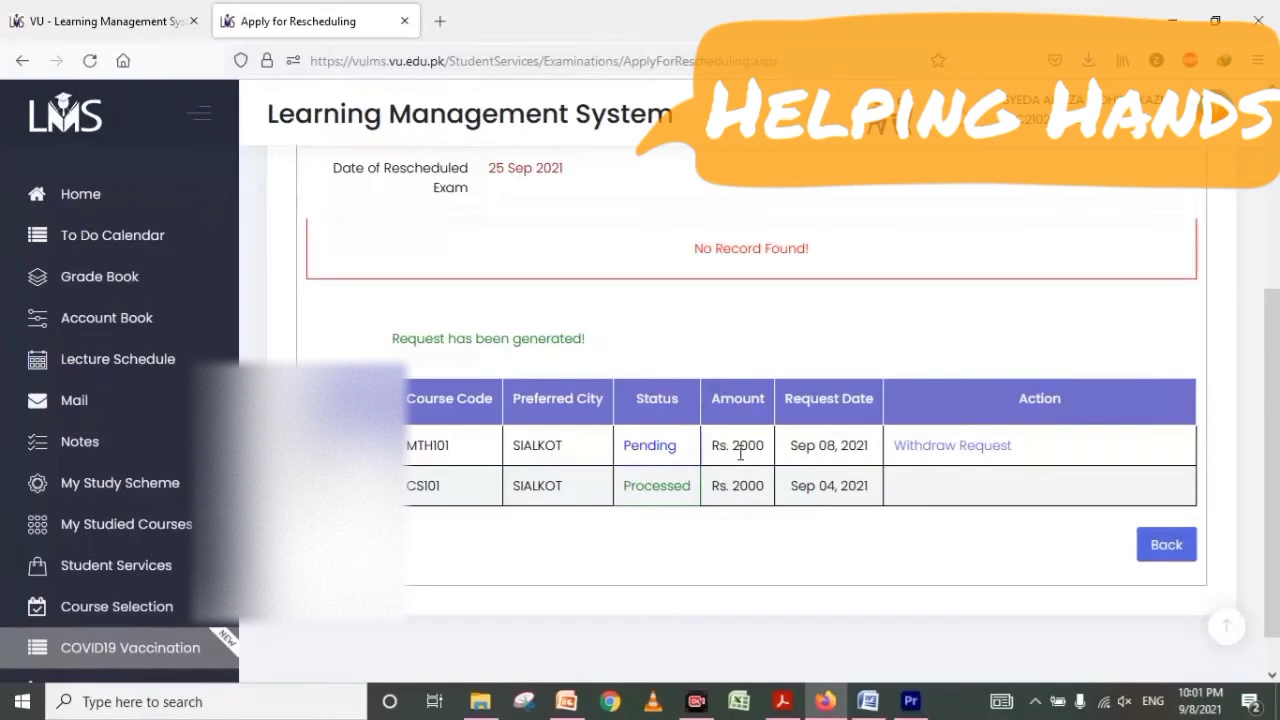 VU - Learning Management Sys
Apply for Rescheduling
https://vulms.vu.edu.pk/StudentServices/Examinations/ApplyForRescheduling.aspx
HELPING HANDS
LMS
Learning Management System
Home
To Do Calendar
Grade Book
Account Book
Lecture Schedule
Mail
Notes
My Study Scheme
My Studied Courses
Student Services
Course Selection
COVID19 Vaccination
NEW
Date of Rescheduled 25 Sep 2021
Exam
No Record Found!
Request has been generated!
Course Code Preferred City Status Amount Request Date Action
MTH101 SIALKOT Pending Rs. 2000 Sep 08, 2021 Withdraw Request
CS101 SIALKOT Processed Rs. 2000 Sep 04, 2021
Back
Type here to search
ENG
10:01 PM
9/8/2021
2